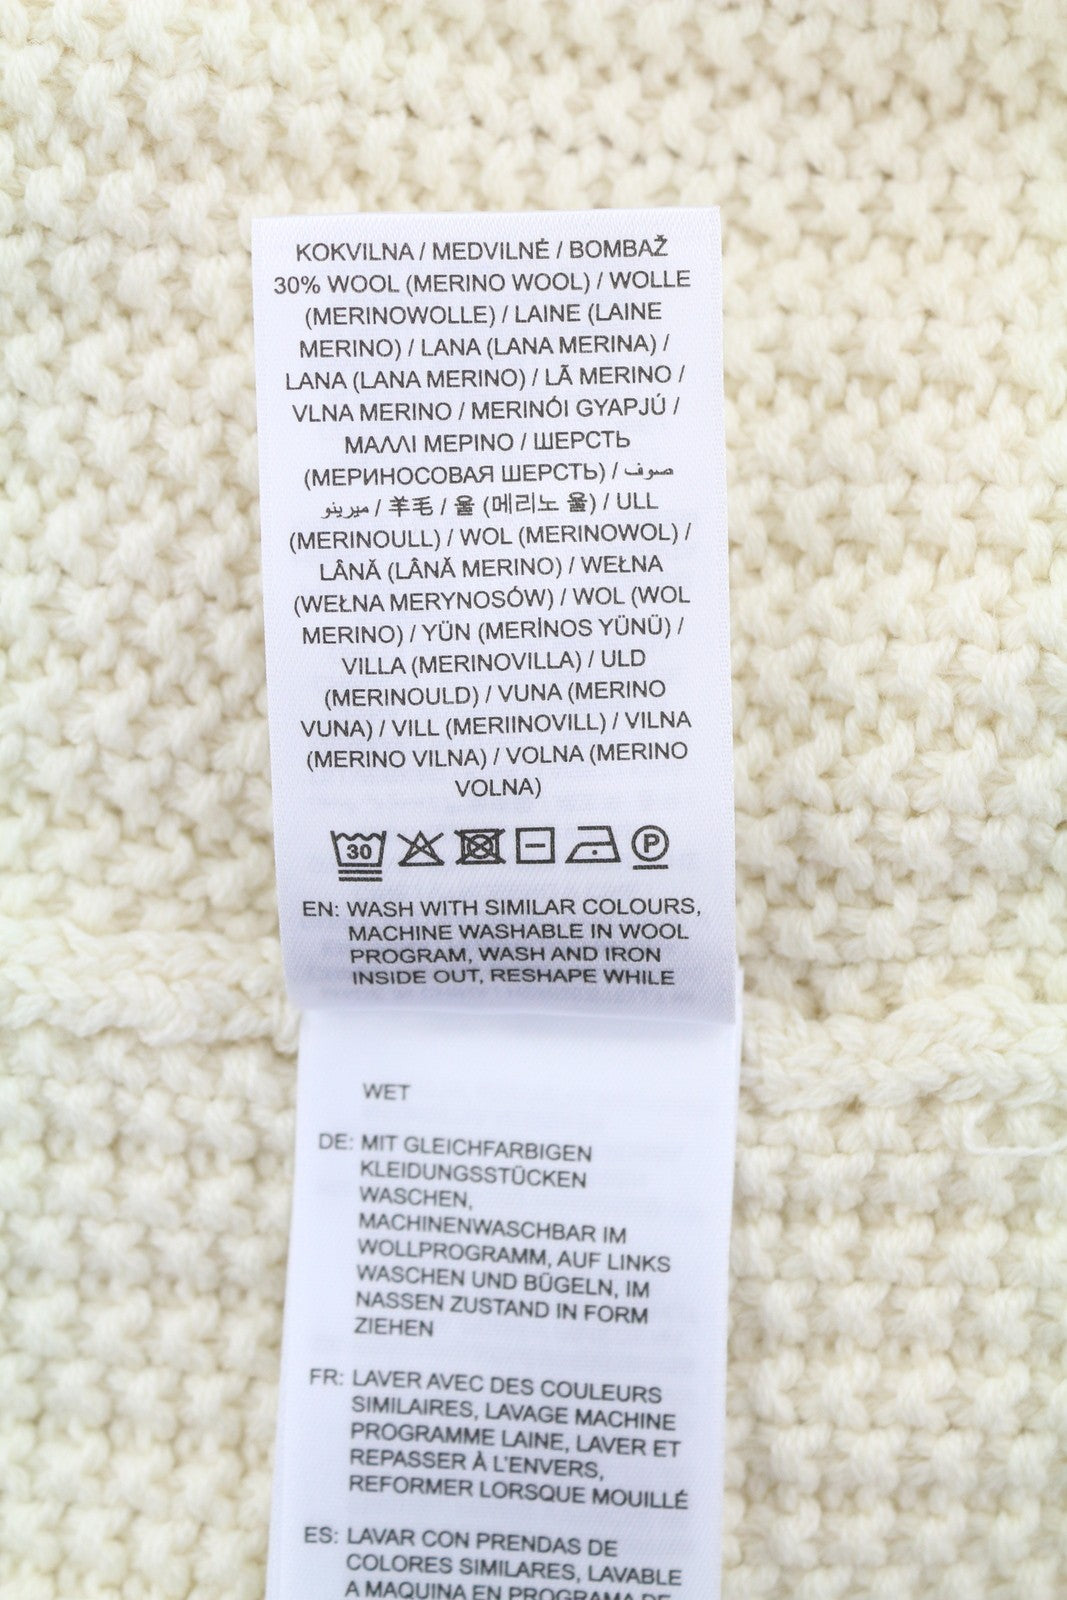 KOKVILNA / MEDVILNĖ / BOMBAŽ
30% WOOL (MERINO WOOL) / WOLLE
(MERINOWOLLE) / LAINE (LAINE
MERINO) / LANA (LANA MERINA) /
LANA (LANA MERINO) / LÃ MERINO /
VLNA MERINO / MERINÓI GYAPJÚ /
ΜΑΛΛΙ ΜΕΡΙΝΟ / ШЕРСТЬ
(МЕРИНОСОВАЯ ШЕРСТЬ) / صوف
ميرينو / 羊毛 / 울 (메리노 울) / ULL
(MERINOULL) / WOL (MERINOWOL) /
LÂNĂ (LÂNĂ MERINO) / WEŁNA
(WEŁNA MERYNOSÓW) / WOL (WOL
MERINO) / YÜN (MERİNOS YÜNÜ) /
VILLA (MERINOVILLA) / ULD
(MERINOULD) / VUNA (MERINO
VUNA) / VILL (MERIINOVILL) / VILNA
(MERINO VILNA) / VOLNA (MERINO
VOLNA)
30 P
EN: WASH WITH SIMILAR COLOURS,
MACHINE WASHABLE IN WOOL
PROGRAM, WASH AND IRON
INSIDE OUT, RESHAPE WHILE
WET
DE: MIT GLEICHFARBIGEN
KLEIDUNGSSTÜCKEN
WASCHEN,
MACHINENWASCHBAR IM
WOLLPROGRAMM, AUF LINKS
WASCHEN UND BÜGELN, IM
NASSEN ZUSTAND IN FORM
ZIEHEN
FR: LAVER AVEC DES COULEURS
SIMILAIRES, LAVAGE MACHINE
PROGRAMME LAINE, LAVER ET
REPASSER À L'ENVERS,
REFORMER LORSQUE MOUILLÉ
ES: LAVAR CON PRENDAS DE
COLORES SIMILARES, LAVABLE
A MAQUINA EN PROGRAMA DE